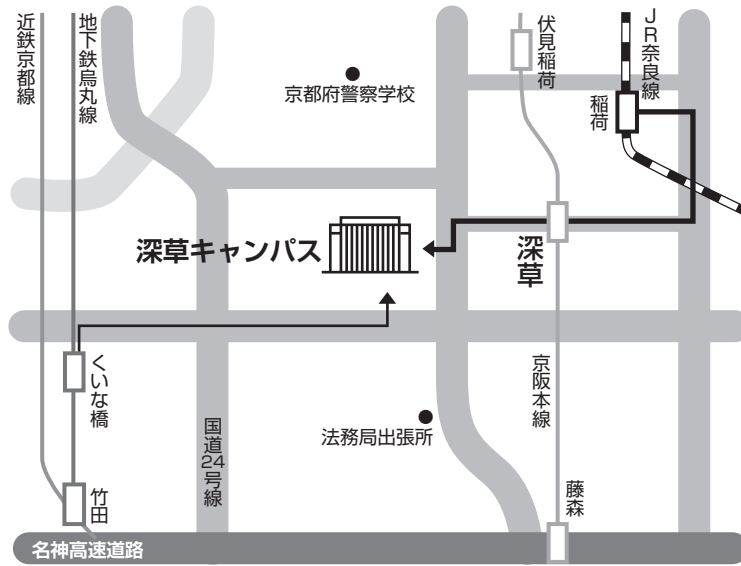 近鉄京都線
地下鉄烏丸線
京都府警察学校
伏見稲荷
JR奈良線
稲荷
深草キャンパス
深草
くいな橋
京阪本線
国道24号線
法務局出張所
竹田
藤森
名神高速道路